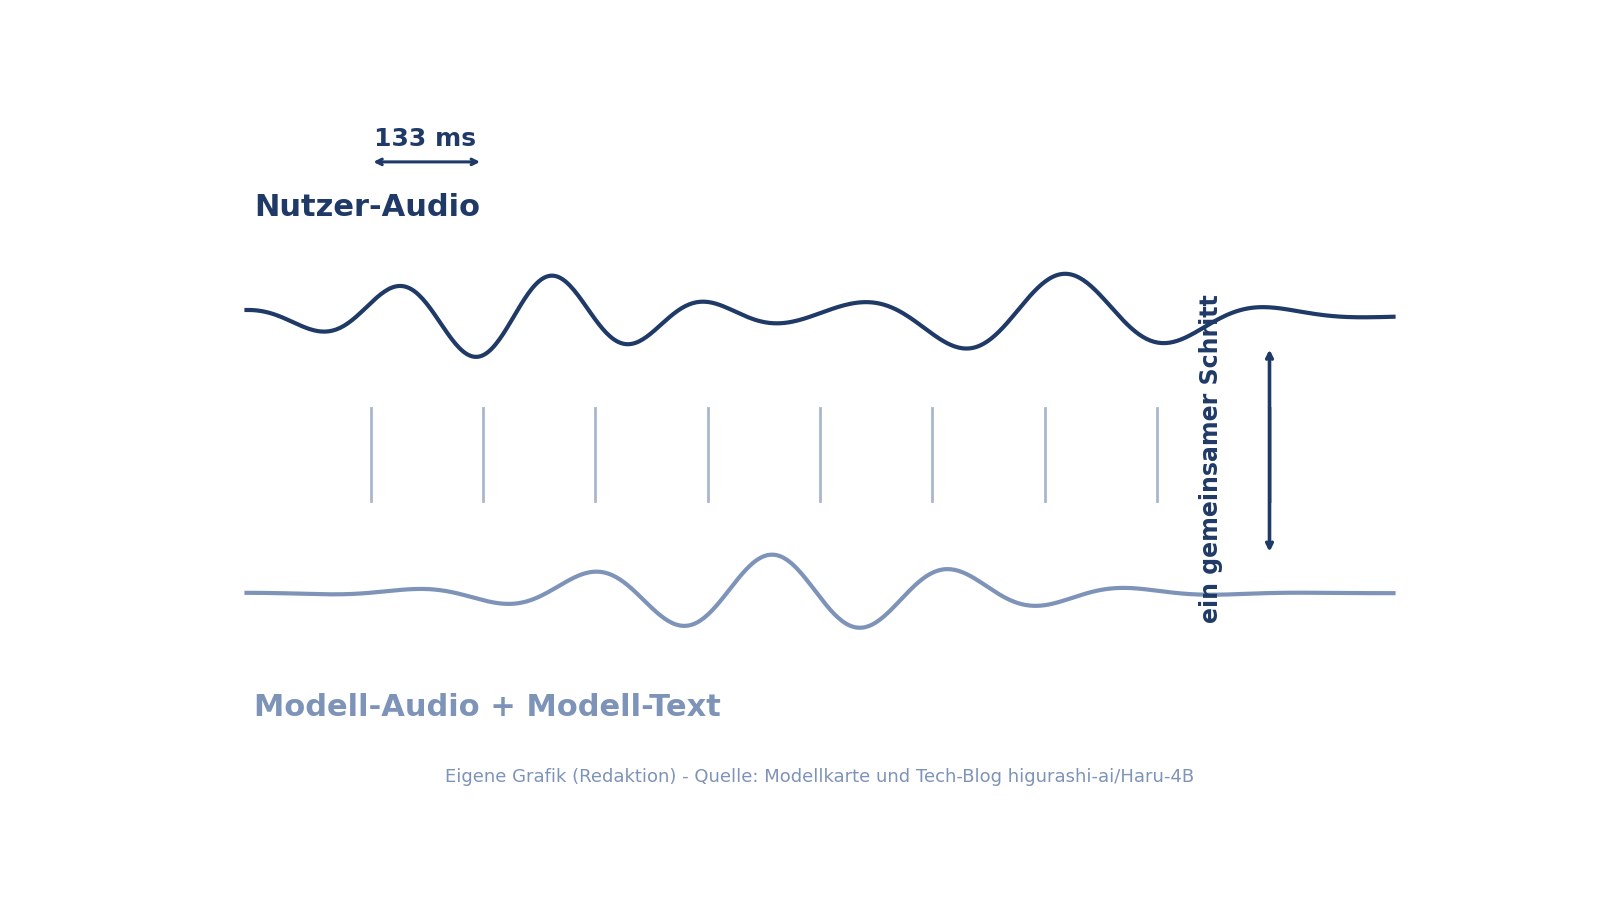 133 ms
Nutzer-Audio
ein gemeinsamer Schritt
Modell-Audio + Modell-Text
Eigene Grafik (Redaktion) - Quelle: Modellkarte und Tech-Blog higurashi-ai/Haru-4B